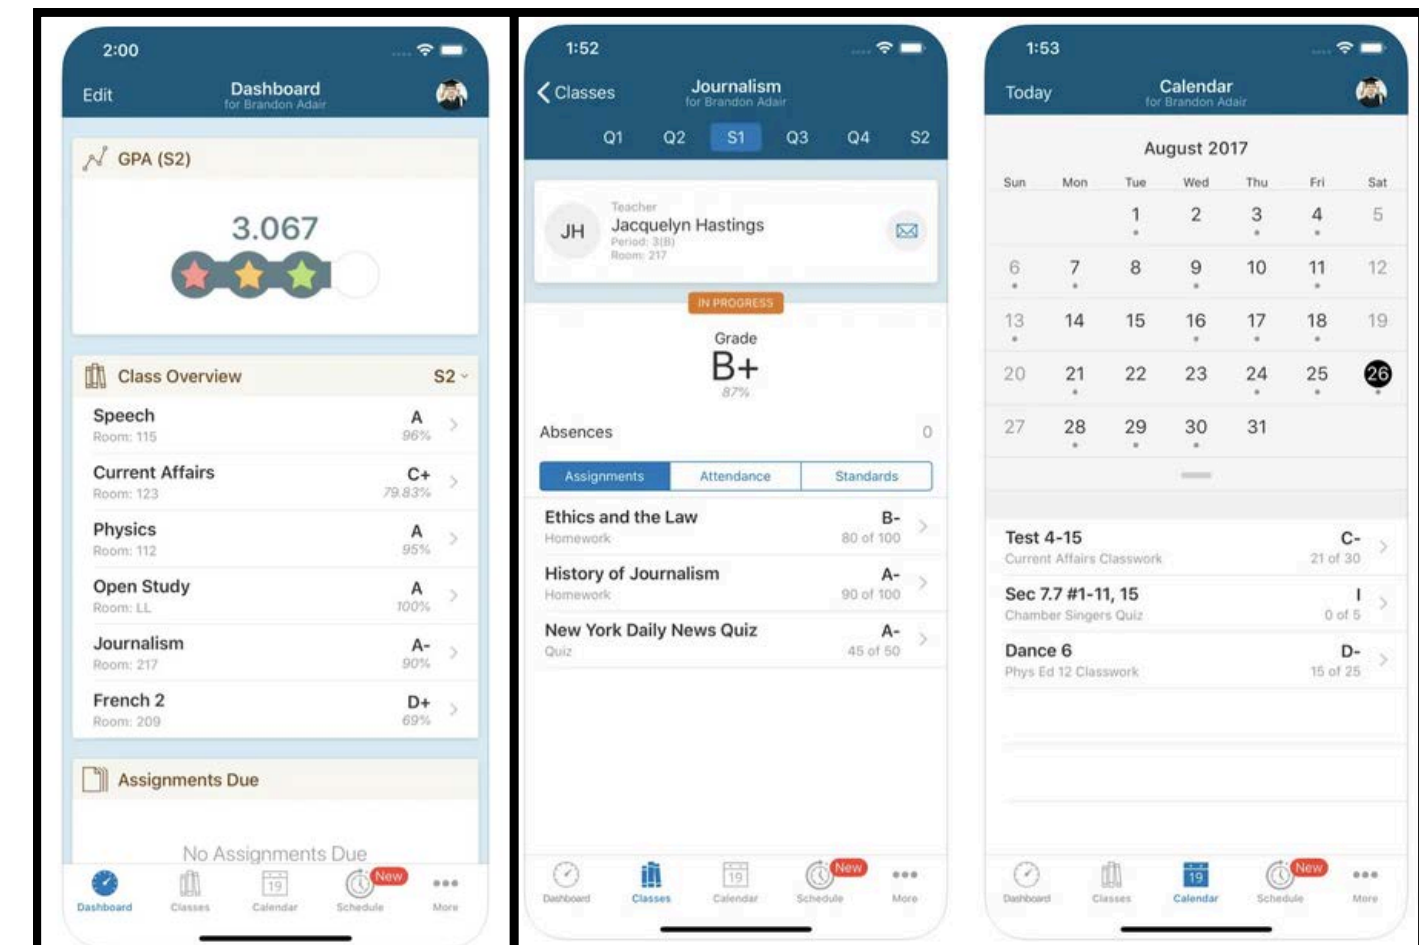 2:00
Edit
Dashboard
for Brandon Adair
GPA (S2)
3.067
Class Overview S2
Speech A
Room: 115 96%
Current Affairs C+
Room: 123 79.83%
Physics A
Room: 112 95%
Open Study A
Room: LL 100%
Journalism A-
Room: 217 90%
French 2 D+
Room: 209 69%
Assignments Due
No Assignments Due
New
19
Dashboard Classes Calendar Schedule More
1:52
Classes
Journalism
for Brandon Adair
Q1 Q2 S1 Q3 Q4 S2
Teacher
JH
Jacquelyn Hastings
Period: 3(B)
Room: 217
IN PROGRESS
Grade
B+
87%
Absences 0
Assignments Attendance Standards
Ethics and the Law B-
Homework 80 of 100
History of Journalism A-
Homework 90 of 100
New York Daily News Quiz A-
Quiz 45 of 50
New
19
Dashboard Classes Calendar Schedule More
1:53
Today
Calendar
for Brandon Adair
August 2017
Sun Mon Tue Wed Thu Fri Sat
1 2 3 4 5
6 7 8 9 10 11 12
13 14 15 16 17 18 19
20 21 22 23 24 25 26
27 28 29 30 31
Test 4-15 C-
Current Affairs Classwork 21 of 30
Sec 7.7 #1-11, 15 I
Chamber Singers Quiz 0 of 5
Dance 6 D-
Phys Ed 12 Classwork 15 of 25
New
19
Dashboard Classes Calendar Schedule More